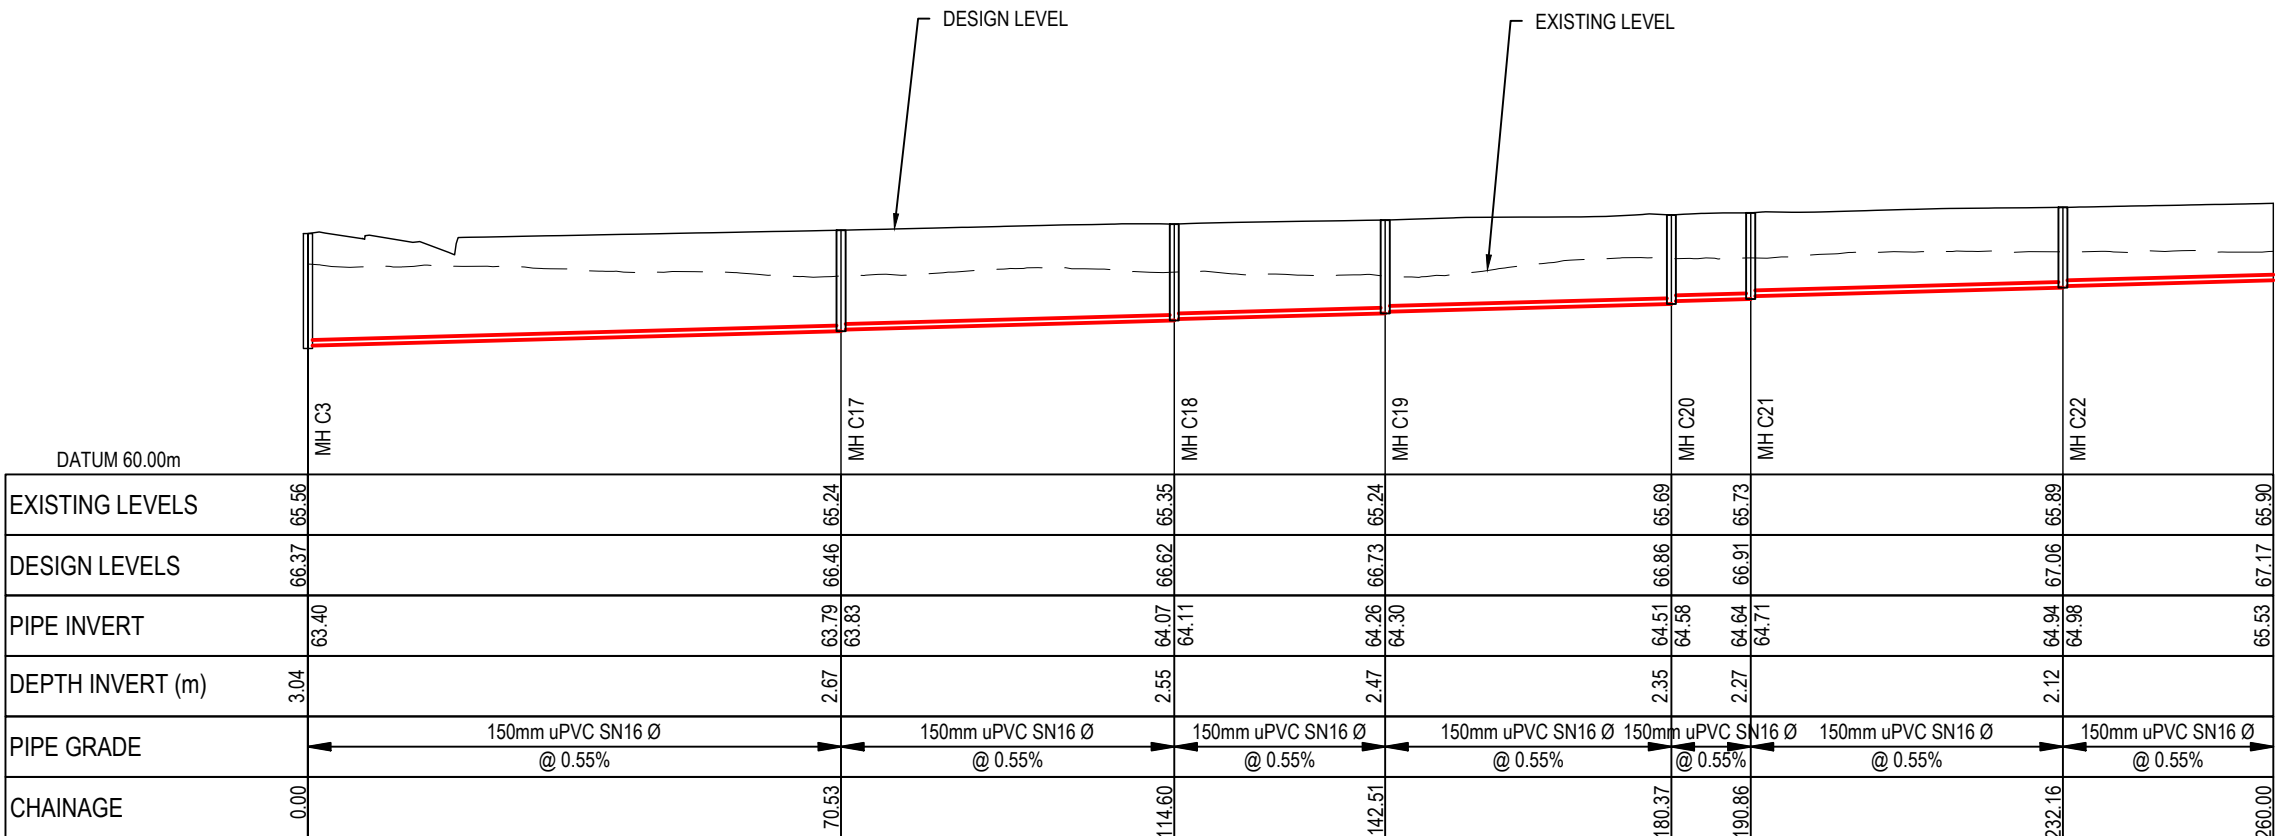 DESIGN LEVEL
EXISTING LEVEL
MH C3
MH C17
MH C18
MH C19
MH C20
MH C21
MH C22
DATUM 60.00m
EXISTING LEVELS 65.56 65.24 65.35 65.24 65.69 65.73 65.89 65.90
DESIGN LEVELS 66.37 66.46 66.62 66.73 66.86 66.91 67.06 67.17
PIPE INVERT 63.40 63.79 63.83 64.07 64.11 64.26 64.30 64.51 64.58 64.64 64.71 64.94 64.98 65.53
DEPTH INVERT (m) 3.04 2.67 2.55 2.47 2.35 2.27 2.12
PIPE GRADE
150mm uPVC SN16 Ø
@ 0.55%
150mm uPVC SN16 Ø
@ 0.55%
150mm uPVC SN16 Ø
@ 0.55%
150mm uPVC SN16 Ø
@ 0.55%
150mm uPVC SN16 Ø
@ 0.55%
150mm uPVC SN16 Ø
@ 0.55%
150mm uPVC SN16 Ø
@ 0.55%
CHAINAGE 0.00 70.53 114.60 142.51 180.37 190.86 232.16 260.00